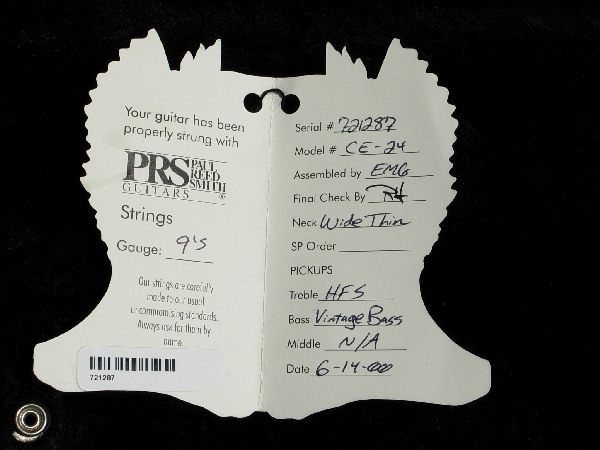 Your guitar has been
properly strung with
PRS PAUL
REED
SMITH
GUITARS ®
Strings
Gauge: 9's
Our strings are carefully
made to our usual
uncompromising standards.
Always ask for them by
name.
721287
Serial # 721287
Model # CE-24
Assembled by EMG
Final Check By
Neck Wide Thin
SP Order
PICKUPS
Treble HFS
Bass Vintage Bass
Middle N/A
Date 6-14-00